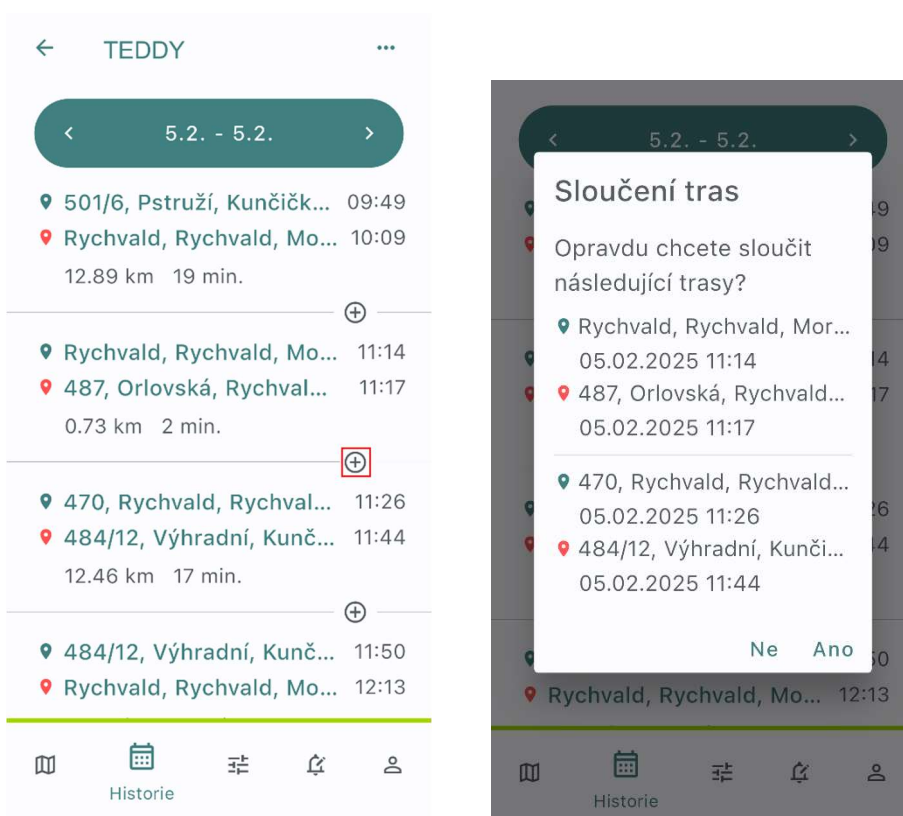 TEDDY
5.2. - 5.2.
501/6, Pstruží, Kunčičk... 09:49
Rychvald, Rychvald, Mo... 10:09
12.89 km 19 min.
Rychvald, Rychvald, Mo... 11:14
487, Orlovská, Rychval... 11:17
0.73 km 2 min.
470, Rychvald, Rychval... 11:26
484/12, Výhradní, Kunč... 11:44
12.46 km 17 min.
484/12, Výhradní, Kunč... 11:50
Rychvald, Rychvald, Mo... 12:13
Historie
5.2. - 5.2.
Sloučení tras
Opravdu chcete sloučit
následující trasy?
Rychvald, Rychvald, Mor...
05.02.2025 11:14
487, Orlovská, Rychvald...
05.02.2025 11:17
470, Rychvald, Rychvald...
05.02.2025 11:26
484/12, Výhradní, Kunči...
05.02.2025 11:44
Ne Ano
Rychvald, Rychvald, Mo... 12:13
Historie